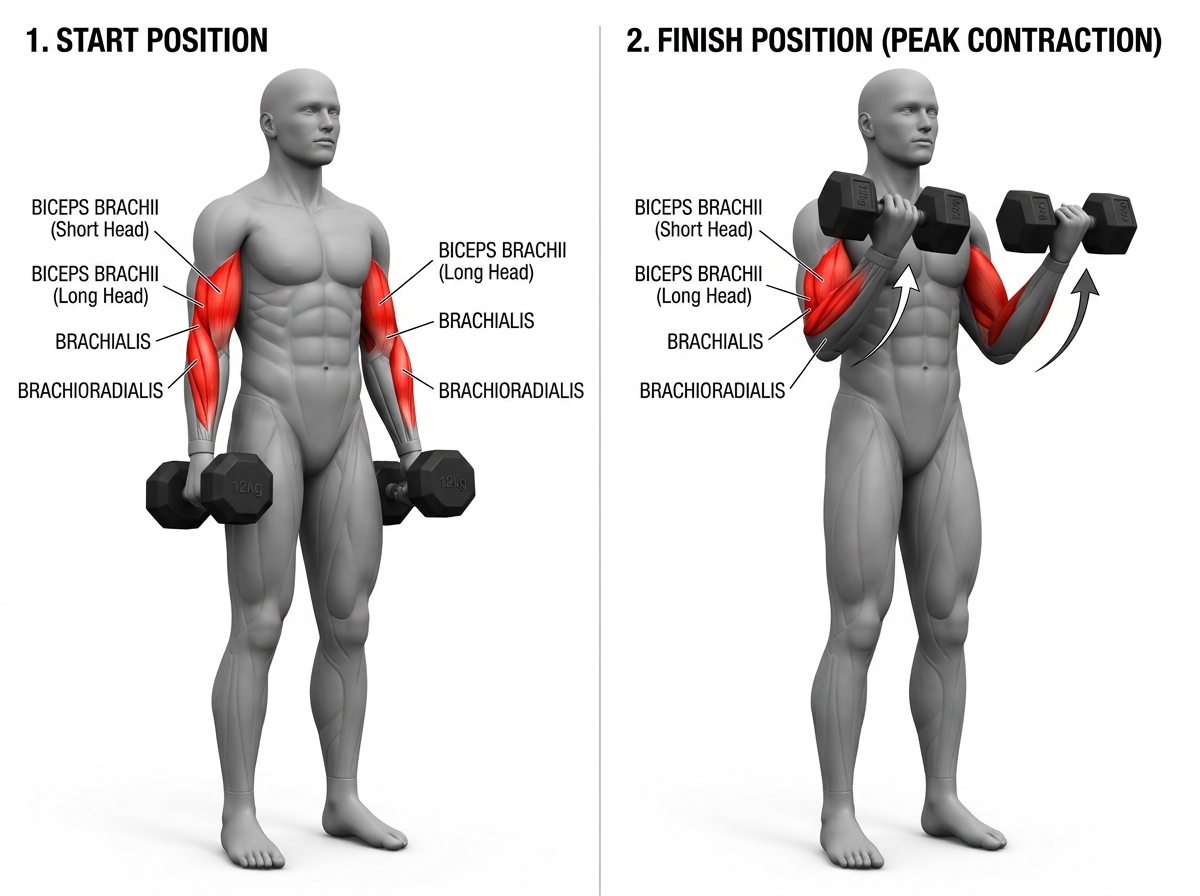 1. START POSITION
BICEPS BRACHII
(Short Head)
BICEPS BRACHII
(Long Head)
BRACHIALIS
BRACHIORADIALIS
BICEPS BRACHII
(Long Head)
BRACHIALIS
BRACHIORADIALIS
12kg
12kg
2. FINISH POSITION (PEAK CONTRACTION)
BICEPS BRACHII
(Short Head)
BICEPS BRACHII
(Long Head)
BRACHIALIS
BRACHIORADIALIS